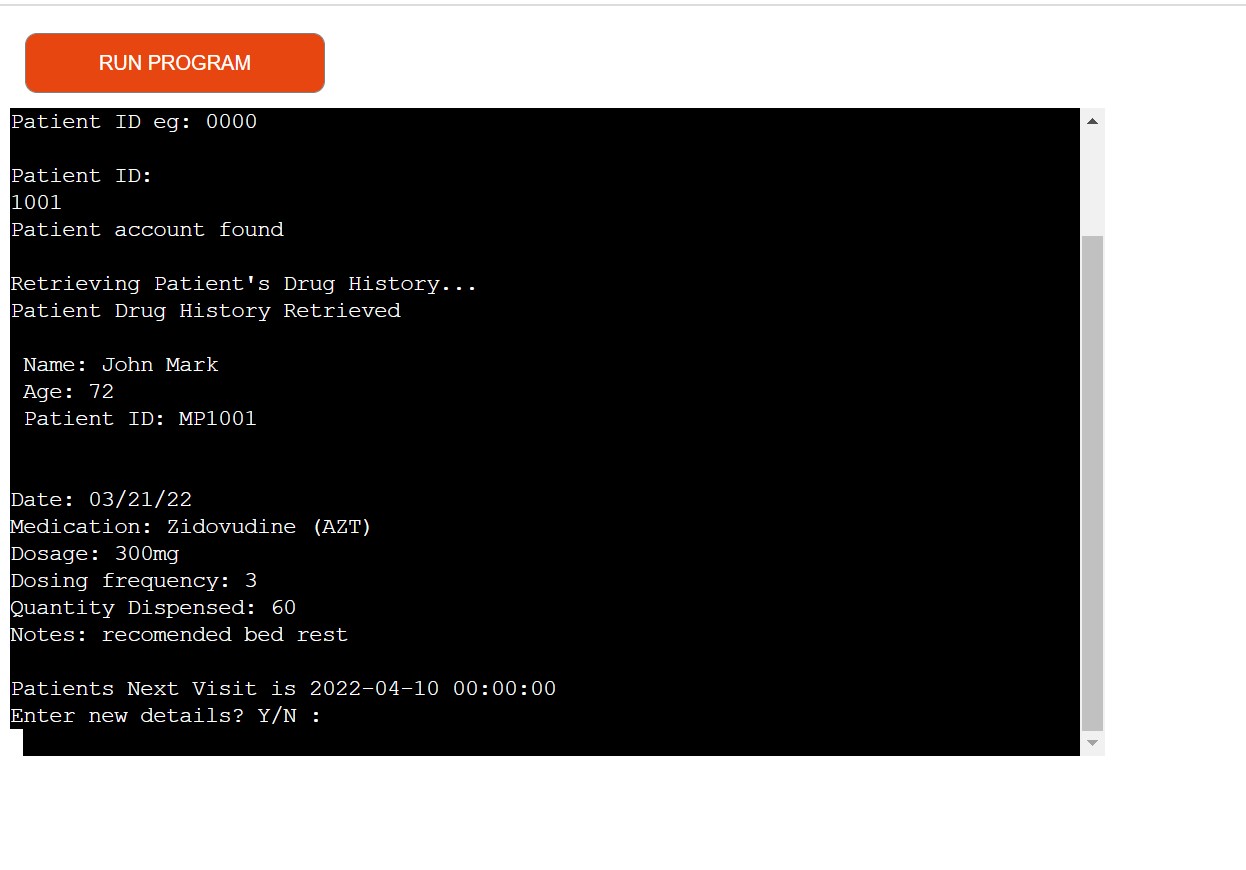 RUN PROGRAM
Patient ID eg: 0000
Patient ID:
1001
Patient account found
Retrieving Patient's Drug History...
Patient Drug History Retrieved
Name: John Mark
Age: 72
Patient ID: MP1001
Date: 03/21/22
Medication: Zidovudine (AZT)
Dosage: 300mg
Dosing frequency: 3
Quantity Dispensed: 60
Notes: recomended bed rest
Patients Next Visit is 2022-04-10 00:00:00
Enter new details? Y/N :